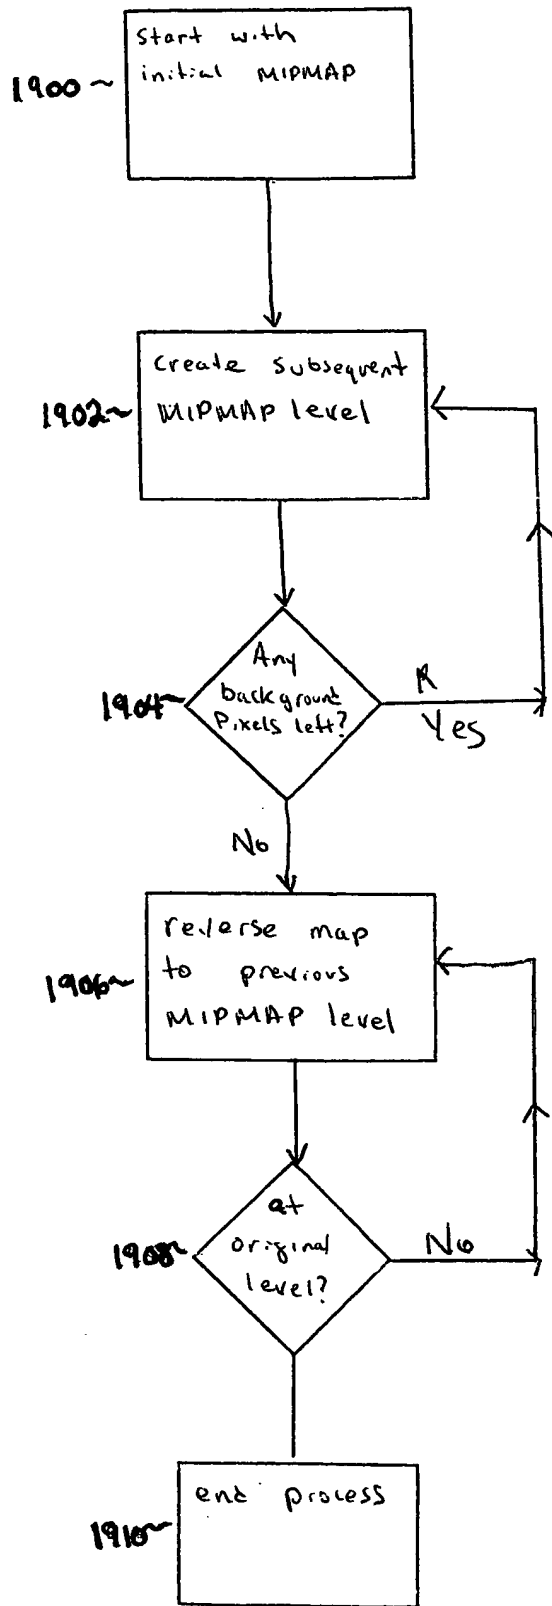 start with
initial MIPMAP
1900
create subsequent
MIPMAP level
1902
Any
background
Pixels left?
1904
R
Yes
No
reverse map
to previous
MIPMAP level
1906
at
original
level?
1908
No
end process
1910